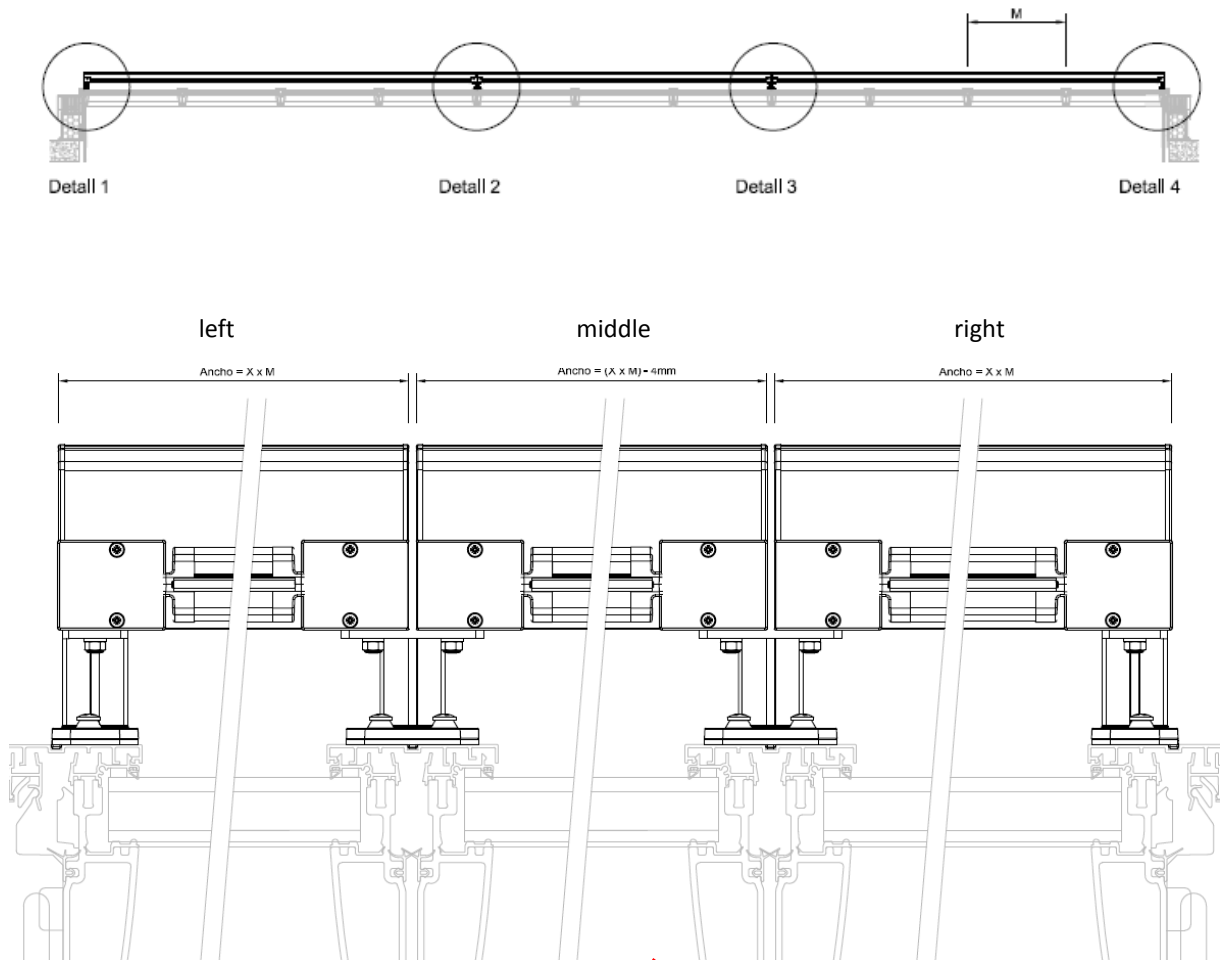 M
Detall 1
Detall 2
Detall 3
Detall 4
left
middle
right
Ancho = X x M
Ancho = (X x M) - 4mm
Ancho = X x M